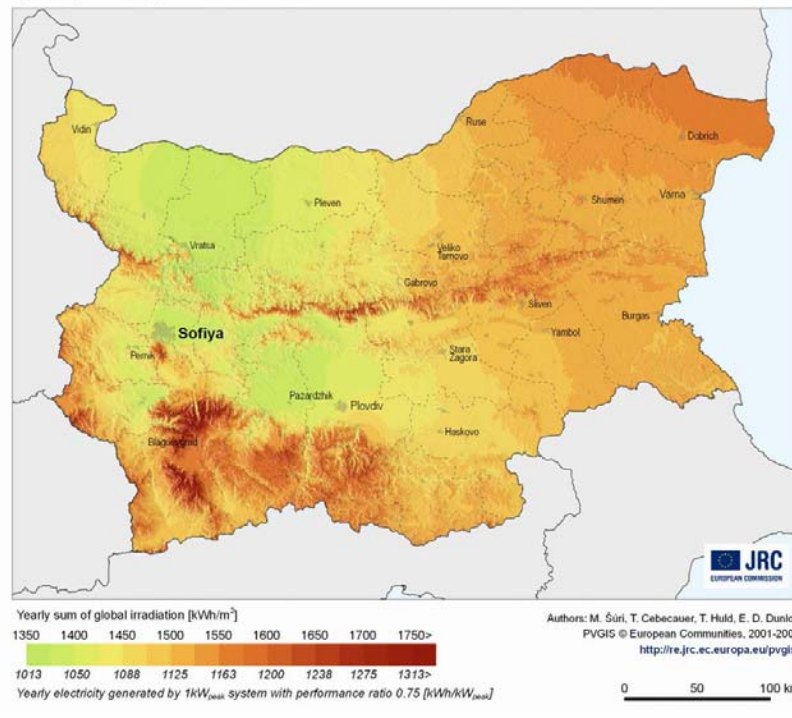 Vidin
Ruse
Dobrich
Pleven
Shumen
Varna
Vratsa
Veliko
Tarnovo
Gabrovo
Sliven
Burgas
Sofiya
Yambol
Pernik
Stara
Zagora
Pazardzhik
Plovdiv
Haskovo
Blagoevgrad
JRC
EUROPEAN COMMISSION
Yearly sum of global irradiation [kWh/m²]
1350 1400 1450 1500 1550 1600 1650 1700 1750>
1013 1050 1088 1125 1163 1200 1238 1275 1313>
Yearly electricity generated by 1kWpeak system with performance ratio 0.75 [kWh/kWpeak]
Authors: M. Šúri, T. Cebecauer, T. Huld, E. D. Dunlo
PVGIS © European Communities, 2001-200
http://re.jrc.ec.europa.eu/pvgis
0 50 100 km